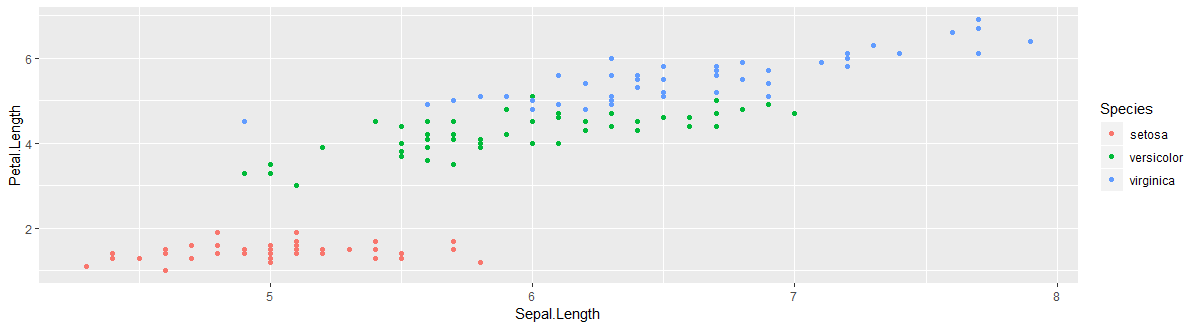 Petal.Length
6
4
2
5 6 7 8
Sepal.Length
Species
setosa
versicolor
virginica